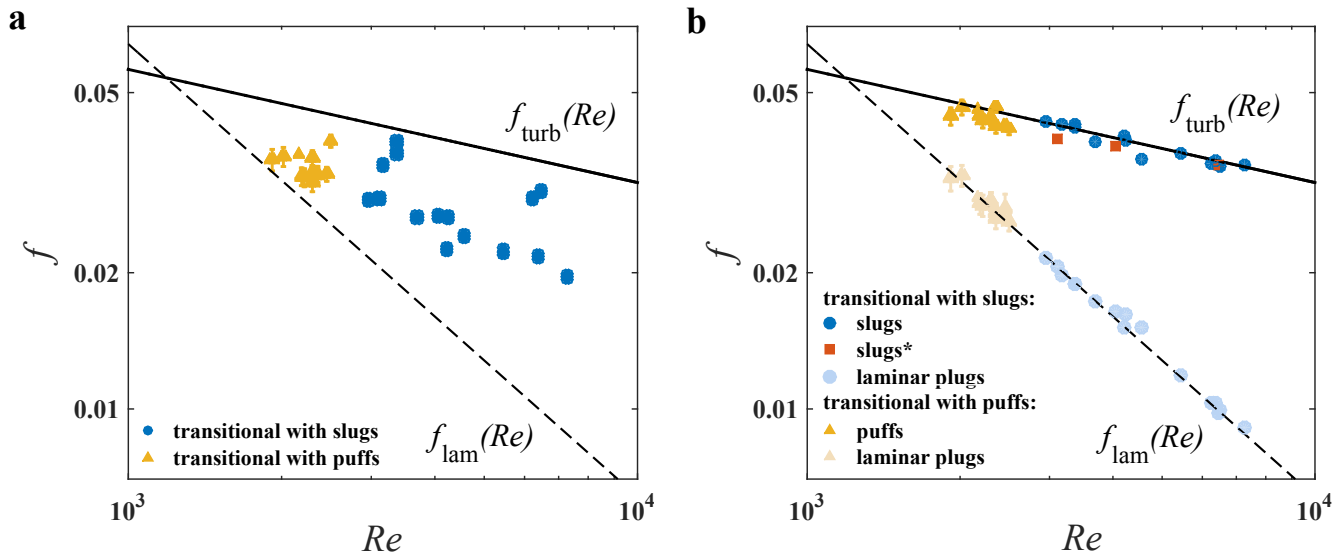 a
0.05
0.02
0.01
f
f_turb(Re)
f_lam(Re)
transitional with slugs
transitional with puffs
10^3
10^4
Re
b
0.05
0.02
0.01
f
f_turb(Re)
transitional with slugs:
slugs
slugs*
laminar plugs
transitional with puffs:
puffs
laminar plugs
f_lam(Re)
10^3
10^4
Re